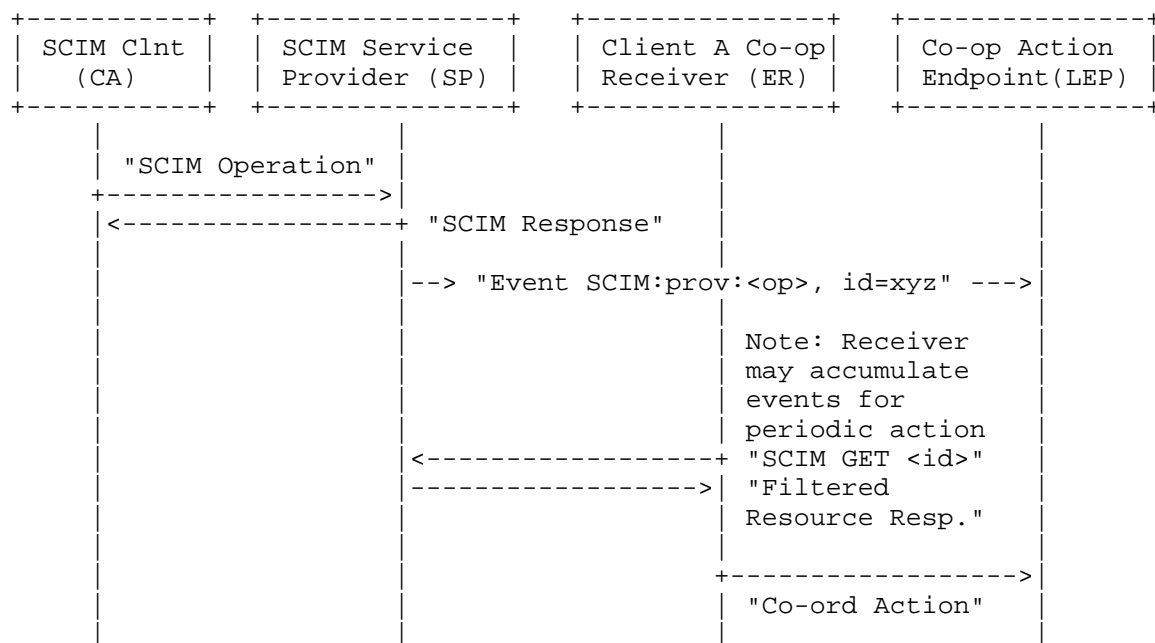 SCIM Clnt SCIM Service Client A Co-op Co-op Action
(CA) Provider (SP) Receiver (ER) Endpoint(LEP)
"SCIM Operation"
"SCIM Response"
"Event SCIM:prov:<op>, id=xyz"
Note: Receiver
may accumulate
events for
periodic action
"SCIM GET <id>"
"Filtered
Resource Resp."
"Co-ord Action"